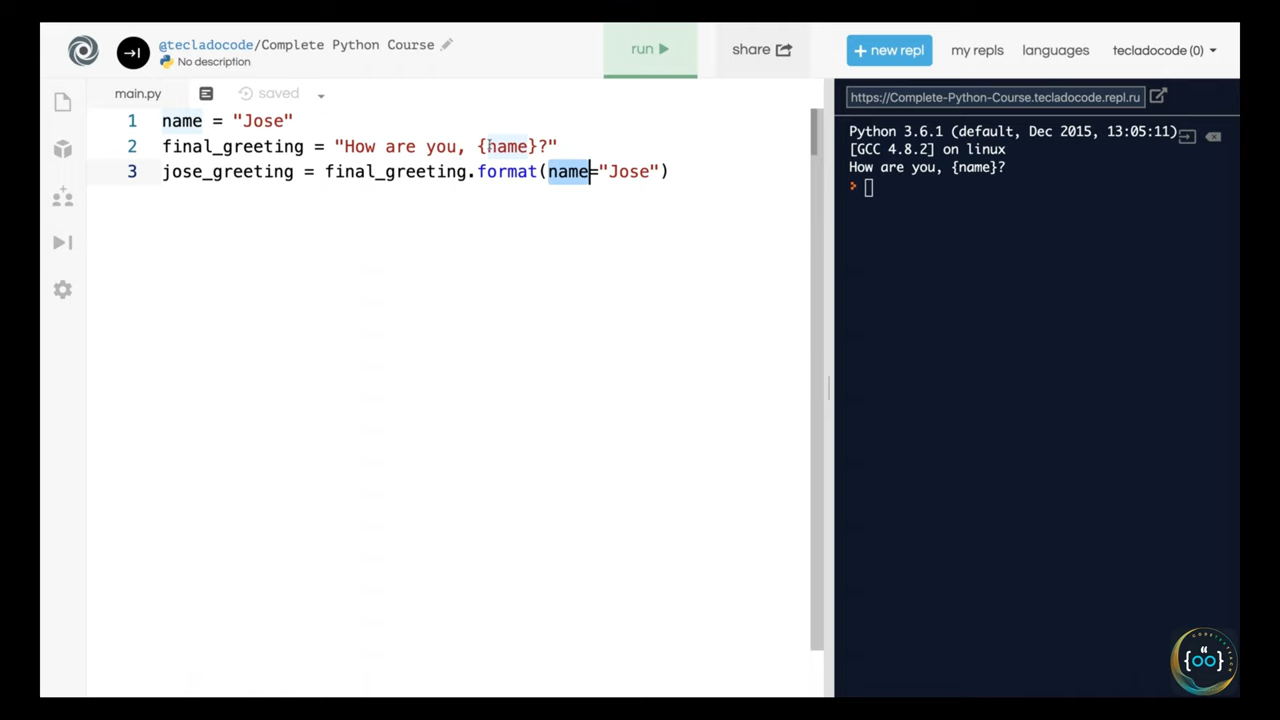 @tecladocode/Complete Python Course
No description
run
share
+ new repl
my repls
languages
tecladocode (0)
main.py
saved
https://Complete-Python-Course.tecladocode.repl.ru
1 name = "Jose"
2 final_greeting = "How are you, {name}?"
3 jose_greeting = final_greeting.format(name="Jose")
Python 3.6.1 (default, Dec 2015, 13:05:11)
[GCC 4.8.2] on linux
How are you, {name}?